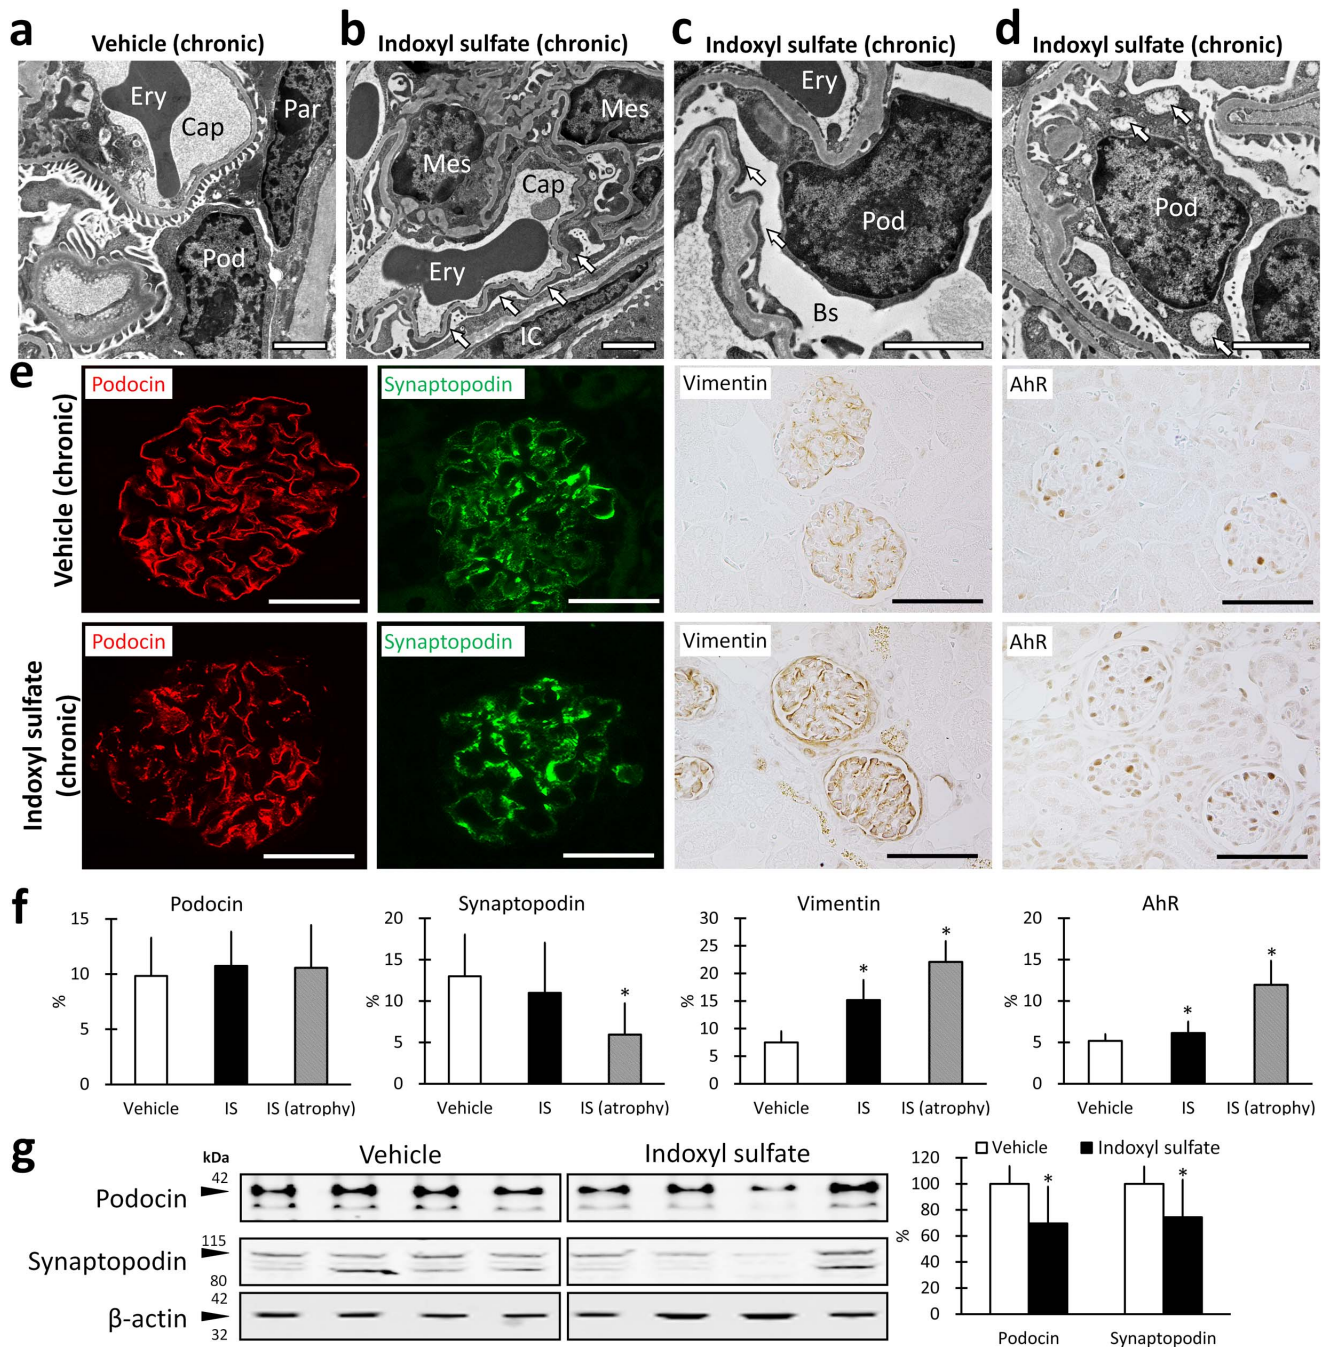 a Vehicle (chronic) b Indoxyl sulfate (chronic) c Indoxyl sulfate (chronic) d Indoxyl sulfate (chronic)
Ery Cap Par Pod
Mes Mes Cap Ery IC
Ery Pod Bs
Pod
e
Vehicle (chronic)
Podocin Synaptopodin Vimentin AhR
Indoxyl sulfate
(chronic)
Podocin Synaptopodin Vimentin AhR
f
Podocin
15
10
5
0
%
Vehicle IS IS (atrophy)
Synaptopodin
20
15
10
5
0
%
*
Vehicle IS IS (atrophy)
Vimentin
30
25
20
15
10
5
0
%
* *
Vehicle IS IS (atrophy)
AhR
20
15
10
5
0
%
* *
Vehicle IS IS (atrophy)
g
kDa Vehicle Indoxyl sulfate
42
Podocin
115
Synaptopodin
80
42
β-actin
32
Vehicle Indoxyl sulfate
120
100
80
60
40
20
0
%
* *
Podocin Synaptopodin